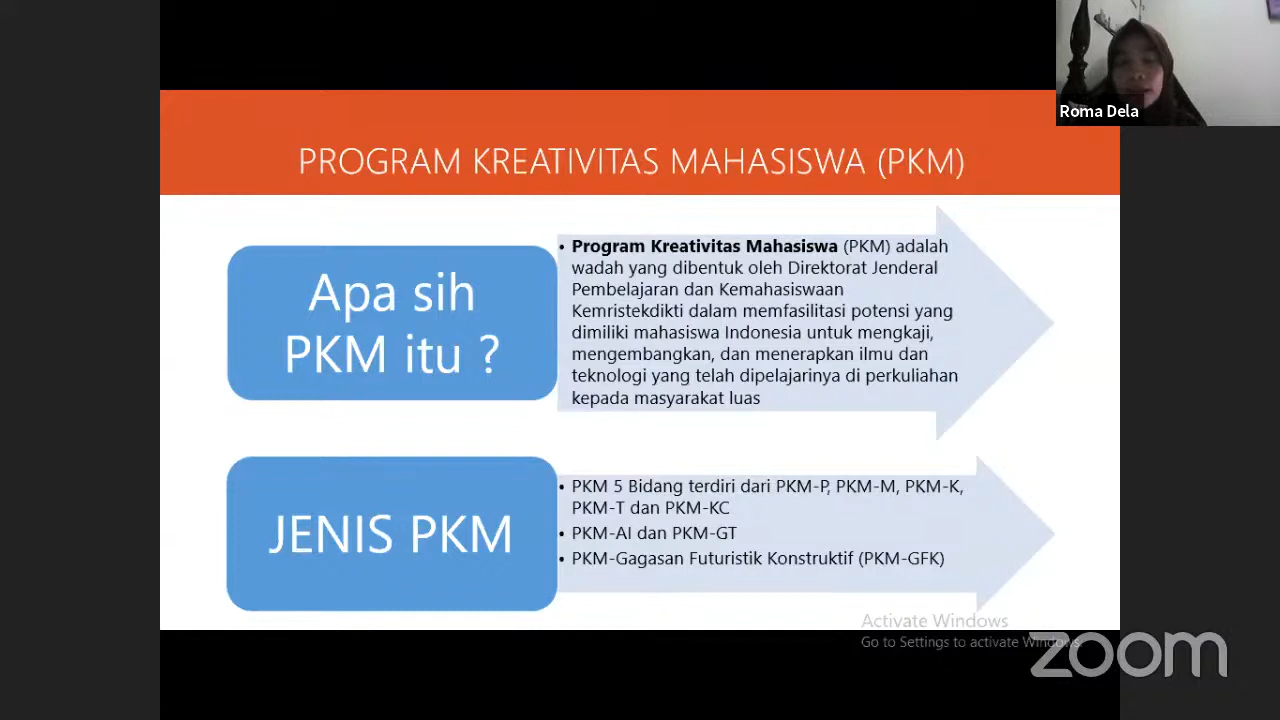 Roma Dela
PROGRAM KREATIVITAS MAHASISWA (PKM)
Apa sih
PKM itu ?
• Program Kreativitas Mahasiswa (PKM) adalah
wadah yang dibentuk oleh Direktorat Jenderal
Pembelajaran dan Kemahasiswaan
Kemristekdikti dalam memfasilitasi potensi yang
dimiliki mahasiswa Indonesia untuk mengkaji,
mengembangkan, dan menerapkan ilmu dan
teknologi yang telah dipelajarinya di perkuliahan
kepada masyarakat luas
JENIS PKM
• PKM 5 Bidang terdiri dari PKM-P, PKM-M, PKM-K,
PKM-T dan PKM-KC
• PKM-AI dan PKM-GT
• PKM-Gagasan Futuristik Konstruktif (PKM-GFK)
Activate Windows
Go to Settings to activate Windows.
zoom